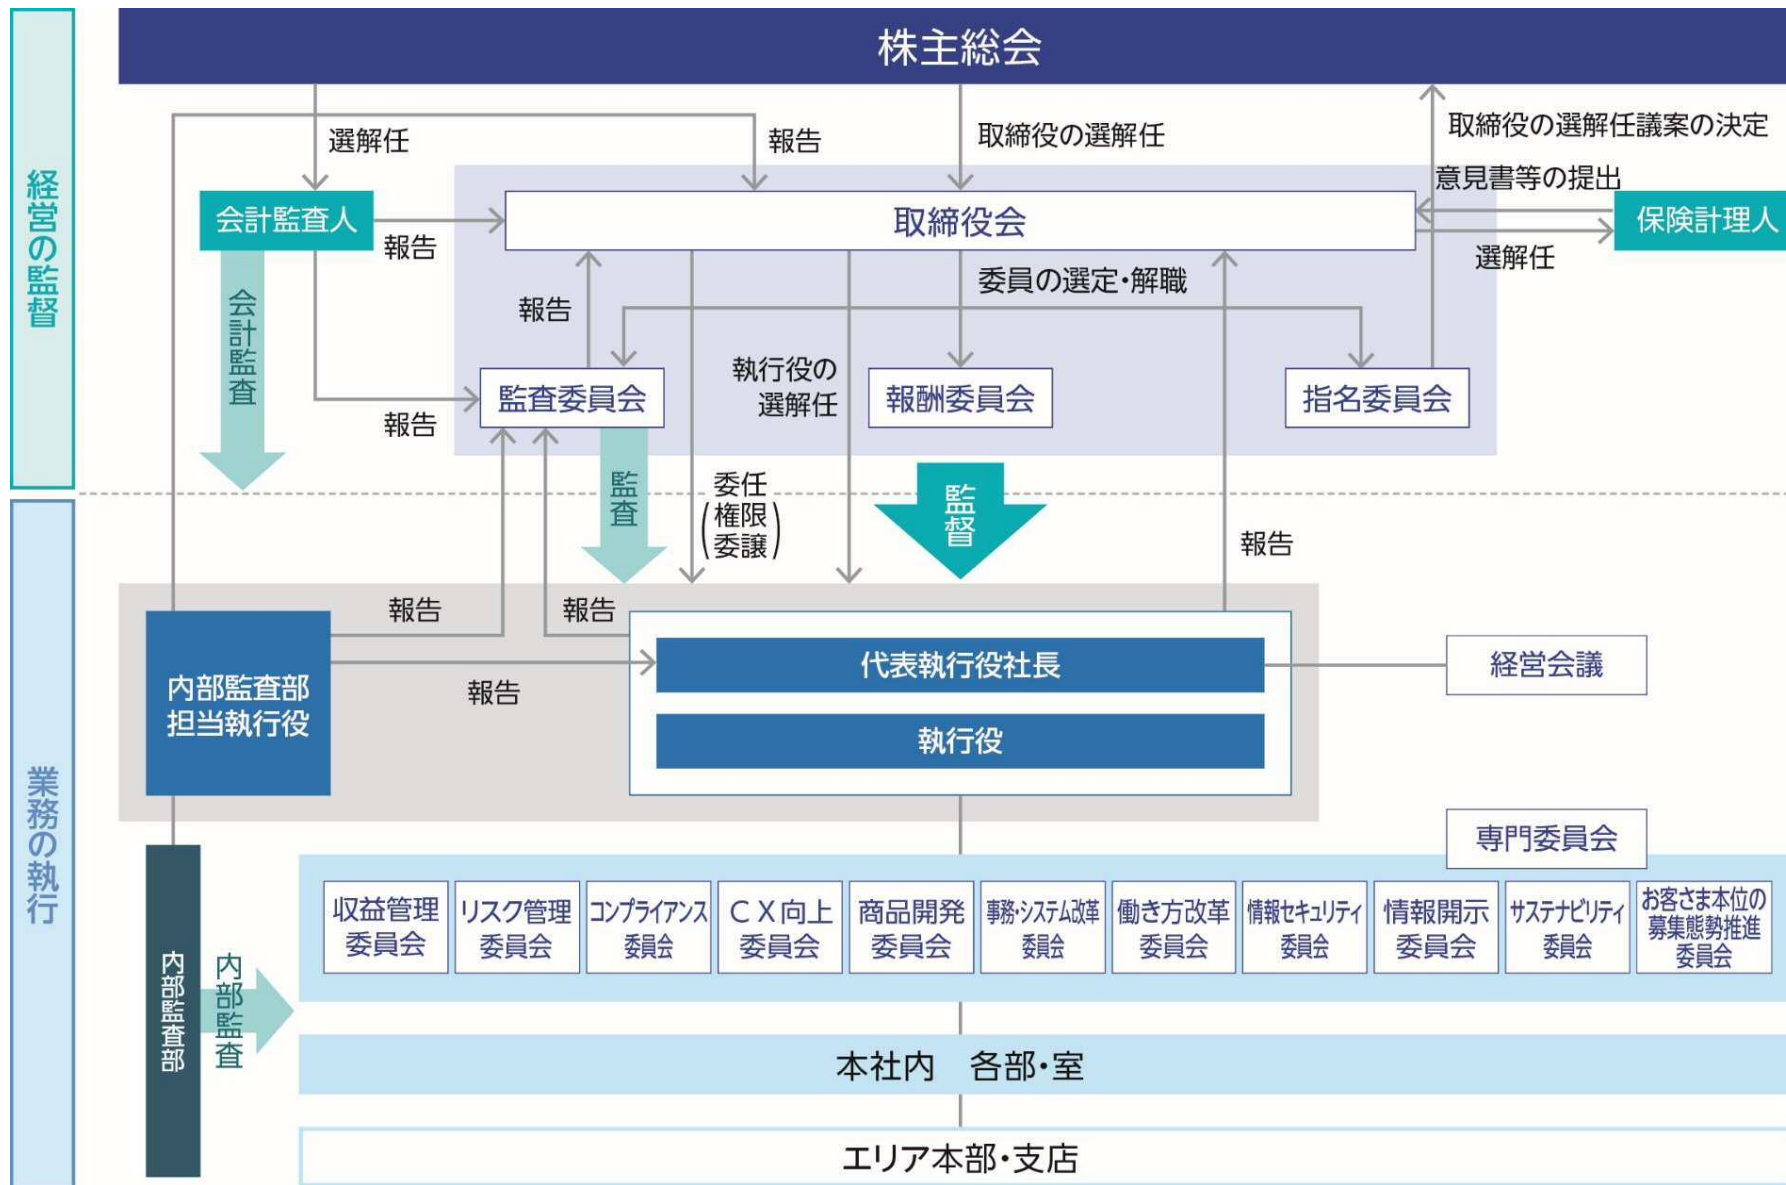 株主総会
経営の監督
選解任
報告
取締役の選解任
取締役の選解任議案の決定
意見書等の提出
会計監査人
報告
取締役会
保険計理人
選解任
会計監査
報告
委員の選定・解職
執行役の
選解任
監査委員会
報酬委員会
指名委員会
報告
監査
委任
(権限
委譲)
監督
報告
業務の執行
報告
報告
内部監査部
担当執行役
報告
代表執行役社長
執行役
経営会議
専門委員会
収益管理
委員会
リスク管理
委員会
コンプライアンス
委員会
CX向上
委員会
商品開発
委員会
事務・システム改革
委員会
働き方改革
委員会
情報セキュリティ
委員会
情報開示
委員会
サステナビリティ
委員会
お客さま本位の
募集態勢推進
委員会
内部監査部
内部監査
本社内 各部・室
エリア本部・支店